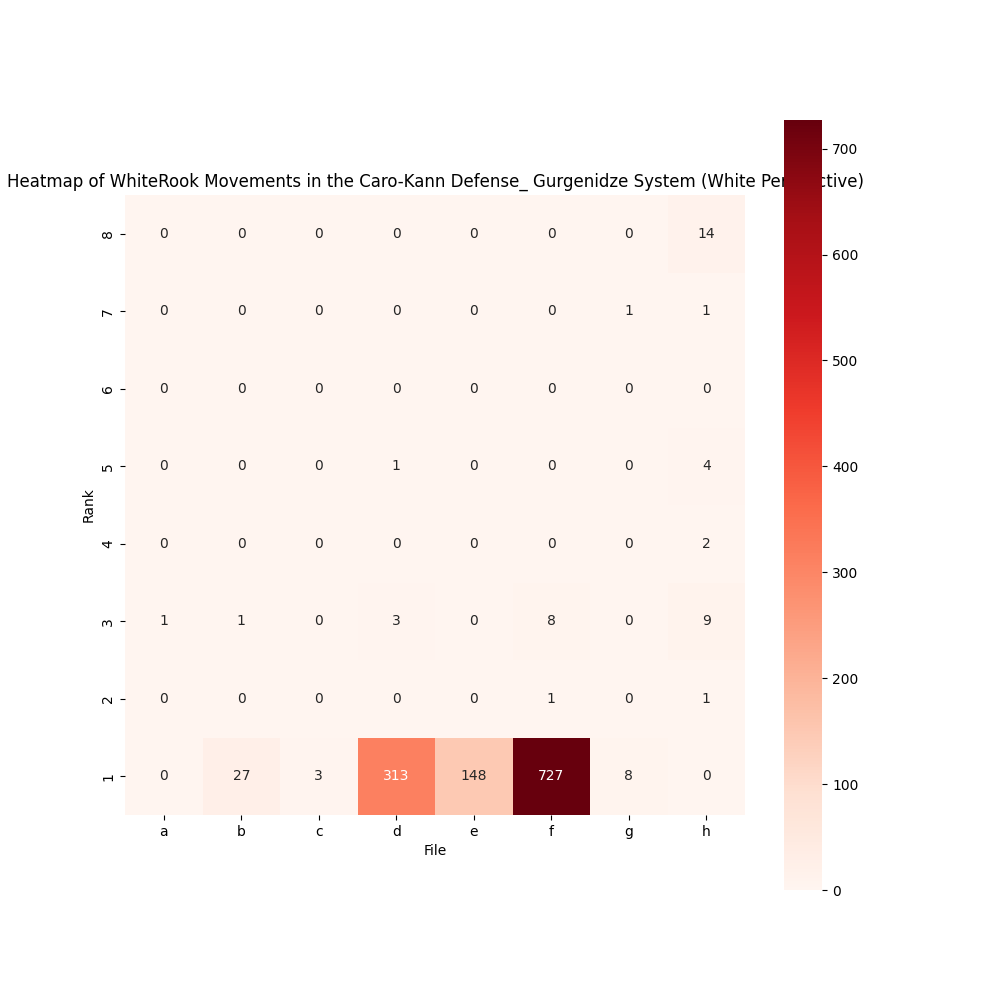 Heatmap of WhiteRook Movements in the Caro-Kann Defense_ Gurgenidze System (White Perspective)
700
8 0 0 0 0 0 0 0 14
600
7 0 0 0 0 0 0 1 1
6 0 0 0 0 0 0 0 0
500
5 0 0 0 1 0 0 0 4
400
Rank
4 0 0 0 0 0 0 0 2
300
3 1 1 0 3 0 8 0 9
200
2 0 0 0 0 0 1 0 1
1 0 27 3 313 148 727 8 0
100
a b c d e f g h
File
0